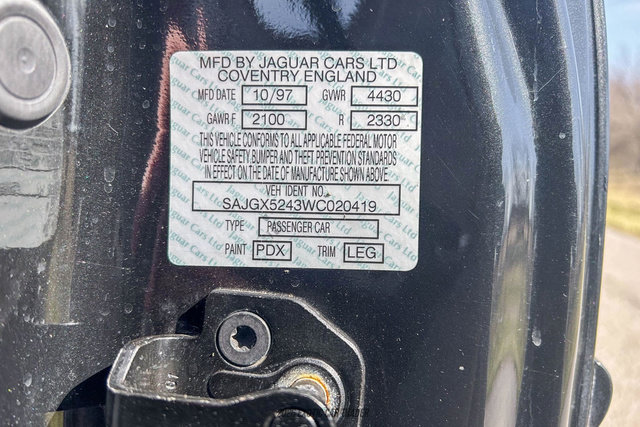 MFD BY JAGUAR CARS LTD
COVENTRY ENGLAND
MFD DATE 10/97 GVWR 4430
GAWR F 2100 R 2330
THIS VEHICLE CONFORMS TO ALL APPLICABLE FEDERAL MOTOR
VEHICLE SAFETY, BUMPER AND THEFT PREVENTION STANDARDS
IN EFFECT ON THE DATE OF MANUFACTURE SHOWN ABOVE
VEH IDENT NO.
SAJGX5243WC020419
TYPE PASSENGER CAR
PAINT PDX TRIM LEG